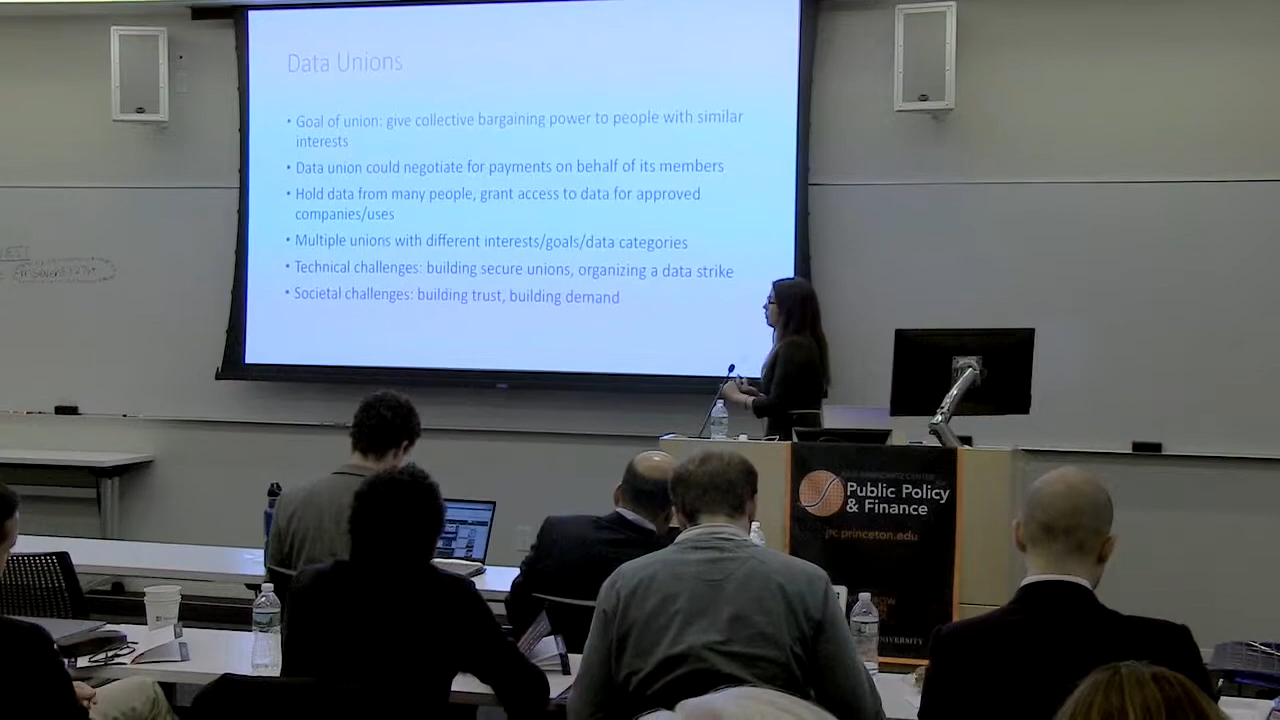 Data Unions
• Goal of union: give collective bargaining power to people with similar
interests
• Data union could negotiate for payments on behalf of its members
• Hold data from many people, grant access to data for approved
companies/uses
• Multiple unions with different interests/goals/data categories
• Technical challenges: building secure unions, organizing a data strike
• Societal challenges: building trust, building demand
Public Policy
& Finance
jrc.princeton.edu
UNIVERSITY